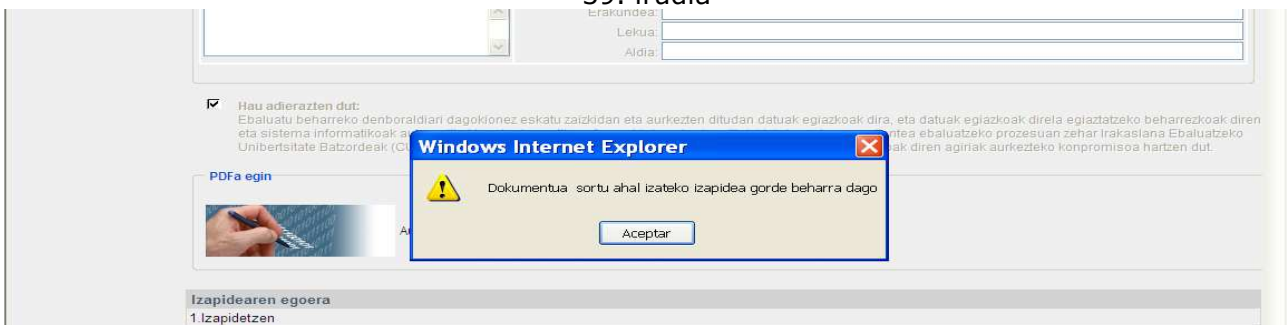 39. irudia
Erakundea:
Lekua:
Aldia:
Hau adierazten dut:
Ebaluatu beharreko denboraldiari dagokionez eskatu zaizkidan eta aurkezten ditudan datuak egiazkoak dira, eta datuak egiazkoak direla egiaztatzeko beharrezkoak diren
eta sistema informatikoak ritea ebaluatzeko prozesuan zehar Irakaslana Ebaluatzeko
Unibertsitate Batzordeak (CU oak diren agiriak aurkezteko konpromisoa hartzen dut.
Windows Internet Explorer
Dokumentua sortu ahal izateko izapidea gorde beharra dago
Aceptar
PDFa egin
Izapidearen egoera
1.Izapidetzen